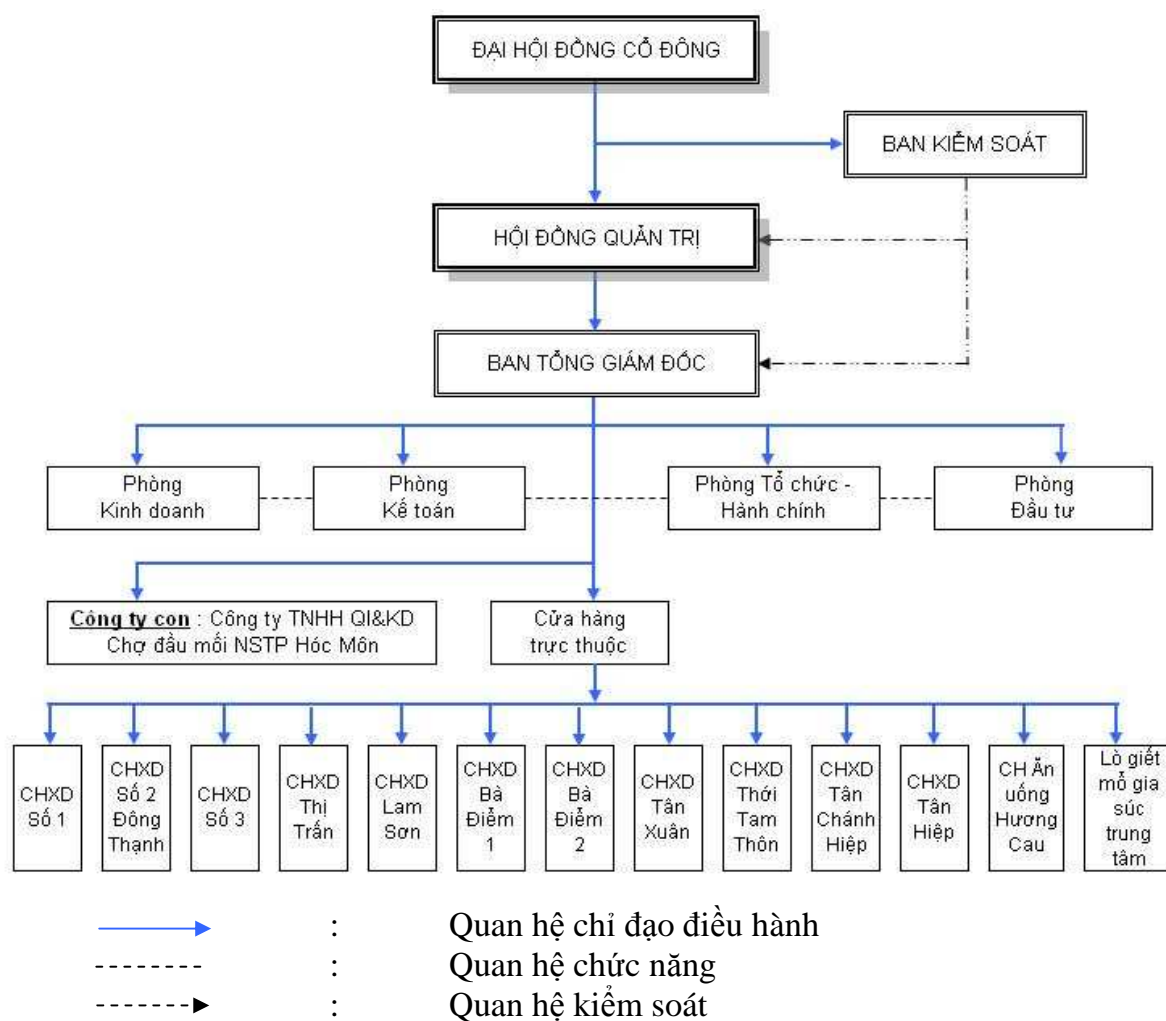 ĐẠI HỘI ĐỒNG CỔ ĐÔNG
BAN KIỂM SOÁT
HỘI ĐỒNG QUẢN TRỊ
BAN TỔNG GIÁM ĐỐC
Phòng
Kinh doanh
Phòng
Kế toán
Phòng Tổ chức -
Hành chính
Phòng
Đầu tư
Công ty con : Công ty TNHH Ql&KD
Chợ đầu mối NSTP Hóc Môn
Cửa hàng
trực thuộc
CHXD
Số 1
CHXD
Số 2
Đông
Thạnh
CHXD
Số 3
CHXD
Thị
Trấn
CHXD
Lam
Sơn
CHXD
Bà
Điểm
1
CHXD
Bà
Điểm
2
CHXD
Tân
Xuân
CHXD
Thới
Tam
Thôn
CHXD
Tân
Chánh
Hiệp
CHXD
Tân
Hiệp
CH Ăn
uống
Hương
Cau
Lò giết
mổ gia
súc
trung
tâm
: Quan hệ chỉ đạo điều hành
: Quan hệ chức năng
: Quan hệ kiểm soát